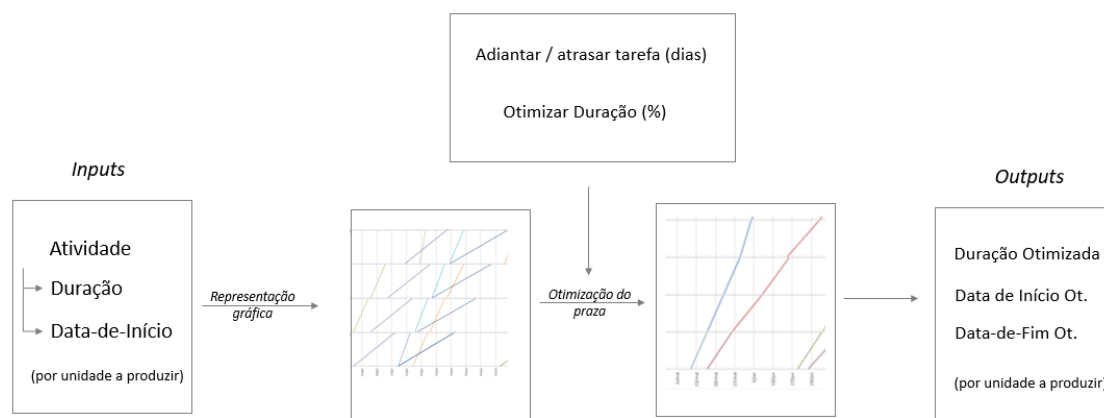 Adiantar / atrasar tarefa (dias)
Otimizar Duração (%)
Inputs
Atividade
Duração
Data-de-Início
(por unidade a produzir)
Representação
gráfica
Otimização do
praza
Outputs
Duração Otimizada
Data de Início Ot.
Data-de-Fim Ot.
(por unidade a produzir)